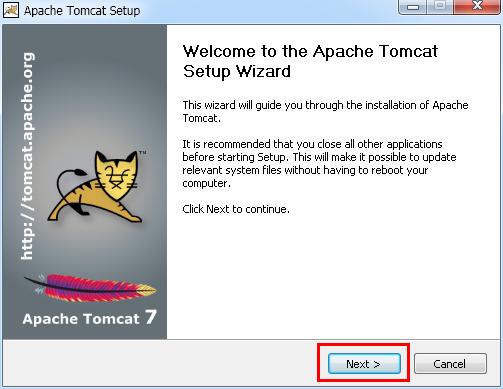 Apache Tomcat Setup
http://tomcat.apache.org
TM
Apache Tomcat 7
Welcome to the Apache Tomcat
Setup Wizard
This wizard will guide you through the installation of Apache
Tomcat.
It is recommended that you close all other applications
before starting Setup. This will make it possible to update
relevant system files without having to reboot your
computer.
Click Next to continue.
Next >
Cancel